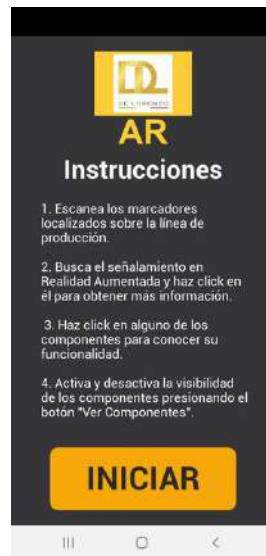 DL
DE LORENZO
AR
Instrucciones
1. Escanea los marcadores
localizados sobre la línea de
producción.
2. Busca el señalamiento en
Realidad Aumentada y haz click en
él para obtener más información.
3. Haz click en alguno de los
componentes para conocer su
funcionalidad.
4. Activa y desactiva la visibilidad
de los componentes presionando el
botón "Ver Componentes".
INICIAR